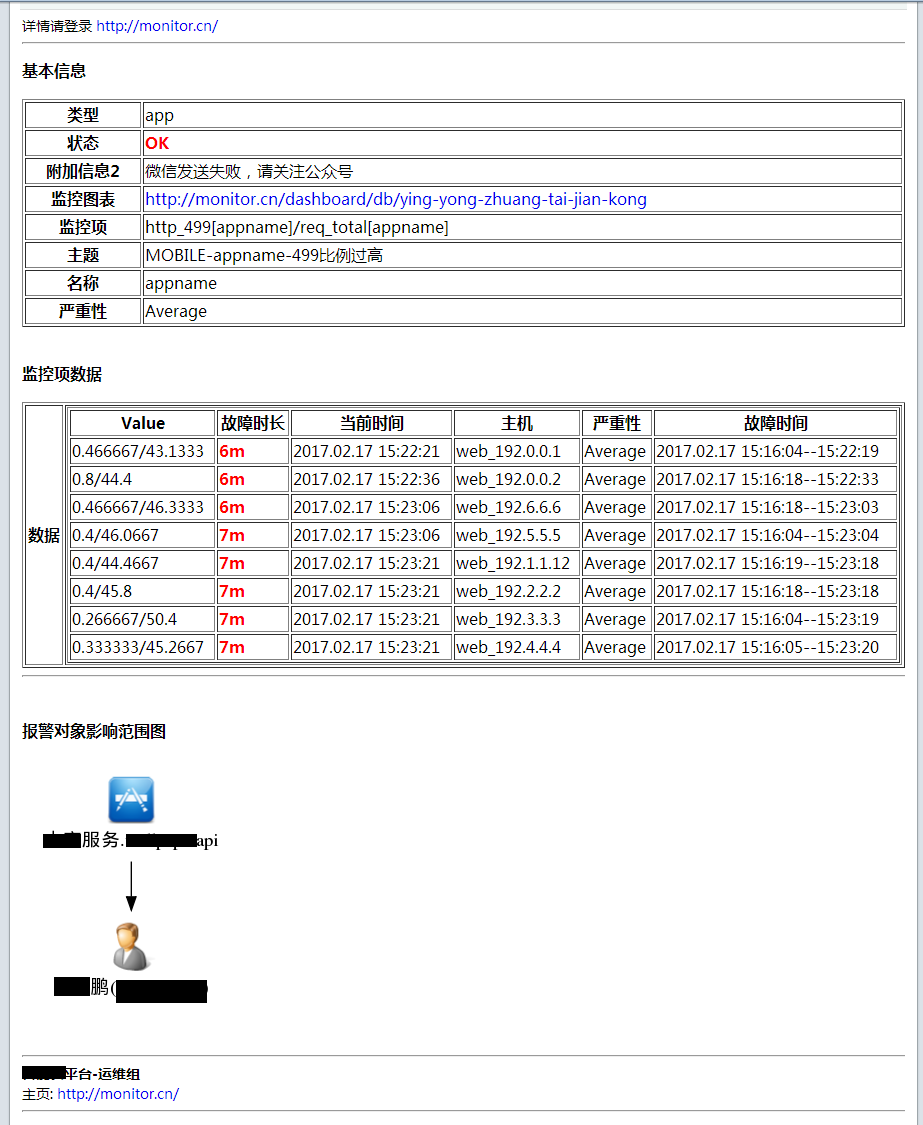 详情请登录 http://monitor.cn/
基本信息
类型 app
状态 OK
附加信息2 微信发送失败，请关注公众号
监控图表 http://monitor.cn/dashboard/db/ying-yong-zhuang-tai-jian-kong
监控项 http_499[appname]/req_total[appname]
主题 MOBILE-appname-499比例过高
名称 appname
严重性 Average
监控项数据
Value 故障时长 当前时间 主机 严重性 故障时间
0.466667/43.1333 6m 2017.02.17 15:22:21 web_192.0.0.1 Average 2017.02.17 15:16:04--15:22:19
0.8/44.4 6m 2017.02.17 15:22:36 web_192.0.0.2 Average 2017.02.17 15:16:18--15:22:33
0.466667/46.3333 6m 2017.02.17 15:23:06 web_192.6.6.6 Average 2017.02.17 15:16:18--15:23:03
数据 0.4/46.0667 7m 2017.02.17 15:23:06 web_192.5.5.5 Average 2017.02.17 15:16:04--15:23:04
0.4/44.4667 7m 2017.02.17 15:23:21 web_192.1.1.12 Average 2017.02.17 15:16:19--15:23:18
0.4/45.8 7m 2017.02.17 15:23:21 web_192.2.2.2 Average 2017.02.17 15:16:18--15:23:18
0.266667/50.4 7m 2017.02.17 15:23:21 web_192.3.3.3 Average 2017.02.17 15:16:04--15:23:19
0.333333/45.2667 7m 2017.02.17 15:23:21 web_192.4.4.4 Average 2017.02.17 15:16:05--15:23:20
报警对象影响范围图
服务. api
鹏(
平台-运维组
主页: http://monitor.cn/